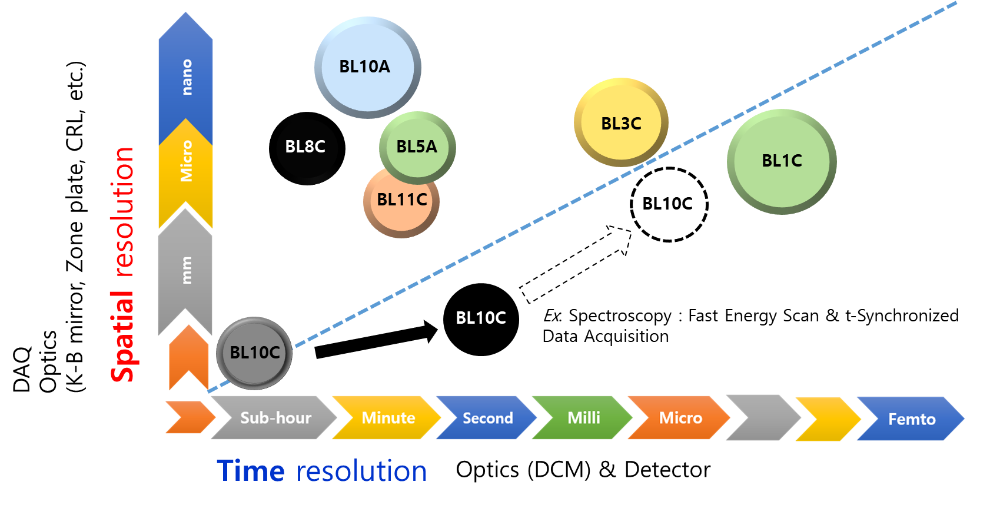 DAQ
Optics
(K-B mirror, Zone plate, CRL, etc.)
Spatial resolution
nano
Micro
mm
BL10A
BL8C
BL5A
BL11C
BL3C
BL1C
BL10C
BL10C
BL10C
Ex. Spectroscopy : Fast Energy Scan & t-Synchronized
Data Acquisition
Sub-hour
Minute
Second
Milli
Micro
Femto
Time resolution
Optics (DCM) & Detector